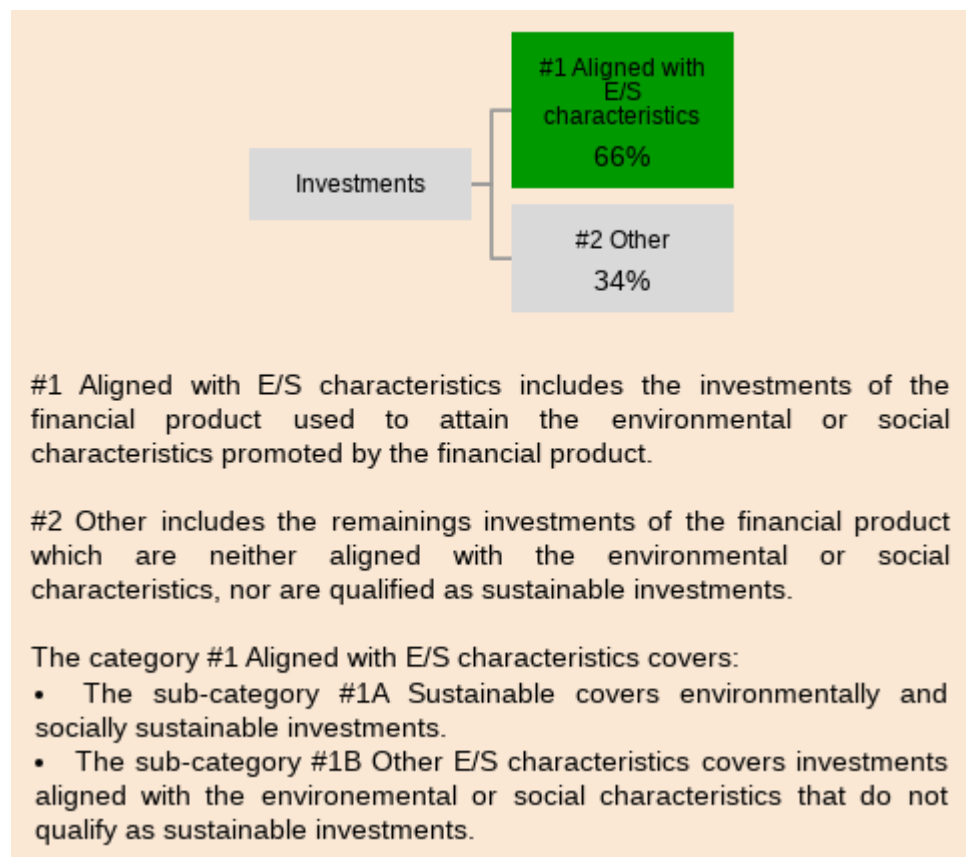 #1 Aligned with
E/S
characteristics
66%
Investments
#2 Other
34%
#1 Aligned with E/S characteristics includes the investments of the
financial product used to attain the environmental or social
characteristics promoted by the financial product.
#2 Other includes the remainings investments of the financial product
which are neither aligned with the environmental or social
characteristics, nor are qualified as sustainable investments.
The category #1 Aligned with E/S characteristics covers:
• The sub-category #1A Sustainable covers environmentally and
socially sustainable investments.
• The sub-category #1B Other E/S characteristics covers investments
aligned with the environemental or social characteristics that do not
qualify as sustainable investments.